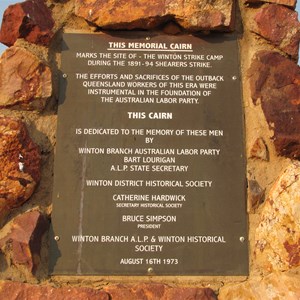 THIS MEMORIAL CAIRN
MARKS THE SITE OF - THE WINTON STRIKE CAMP
DURING THE 1891-94 SHEARERS STRIKE.
THE EFFORTS AND SACRIFICES OF THE OUTBACK
QUEENSLAND WORKERS OF THIS ERA WERE
INSTRUMENTAL IN THE FOUNDATION OF
THE AUSTRALIAN LABOR PARTY.
THIS CAIRN
IS DEDICATED TO THE MEMORY OF THESE MEN
BY
WINTON BRANCH AUSTRALIAN LABOR PARTY
BART LOURIGAN
A.L.P. STATE SECRETARY
WINTON DISTRICT HISTORICAL SOCIETY
CATHERINE HARDWICK
SECRETARY HISTORICAL SOCIETY
BRUCE SIMPSON
PRESIDENT
WINTON BRANCH A.L.P. & WINTON HISTORICAL
SOCIETY
AUGUST 16TH 1973